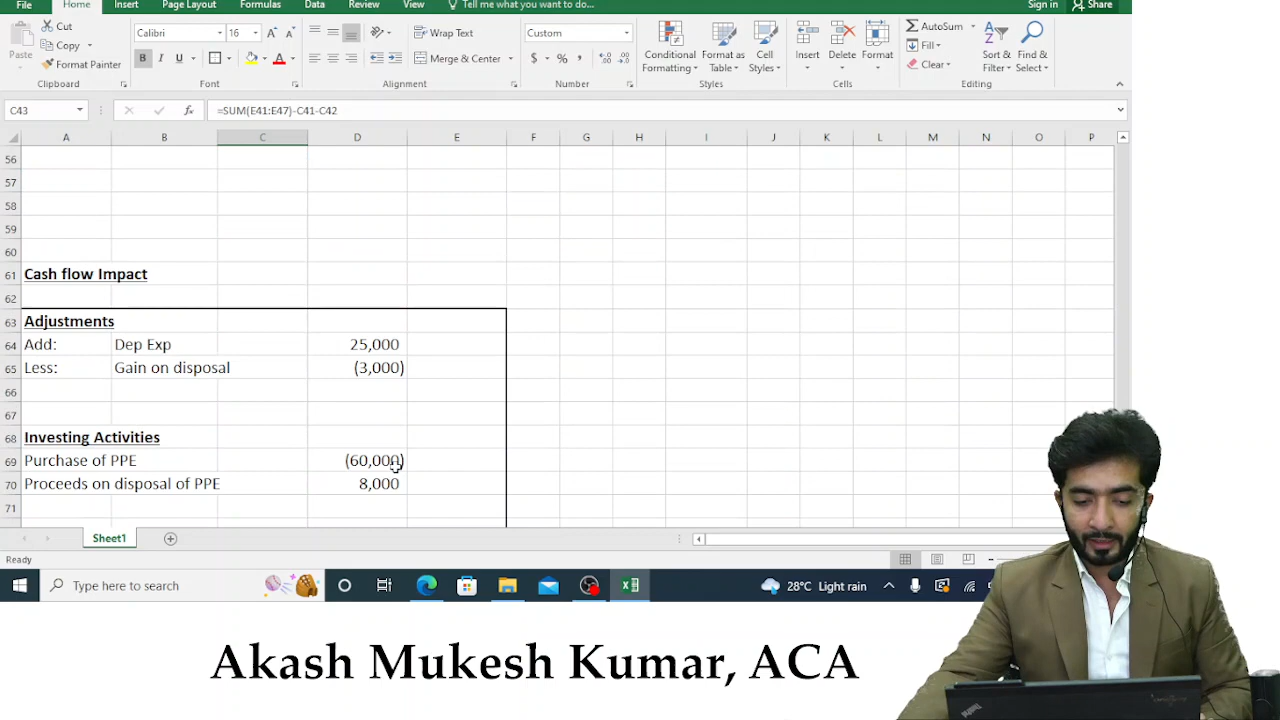 File Home Insert Page Layout Formulas Data Review View Tell me what you want to do... Sign in Share
Cut Calibri 16 Wrap Text Custom AutoSum
Copy Fill
Paste Format Painter B I U A Merge & Center $ % , Conditional Formatting Format as Table Cell Styles Insert Delete Format Clear Sort & Filter Find & Select
Clipboard Font Alignment Number Styles Cells Editing
C43 fx =SUM(E41:E47)-C41-C42
A B C D E F G H I J K L M N O P
56
57
58
59
60
61 Cash flow Impact
62
63 Adjustments
64 Add: Dep Exp 25,000
65 Less: Gain on disposal (3,000)
66
67
68 Investing Activities
69 Purchase of PPE (60,000)
70 Proceeds on disposal of PPE 8,000
71
Sheet1
Ready
Type here to search 28°C Light rain
Akash Mukesh Kumar, ACA